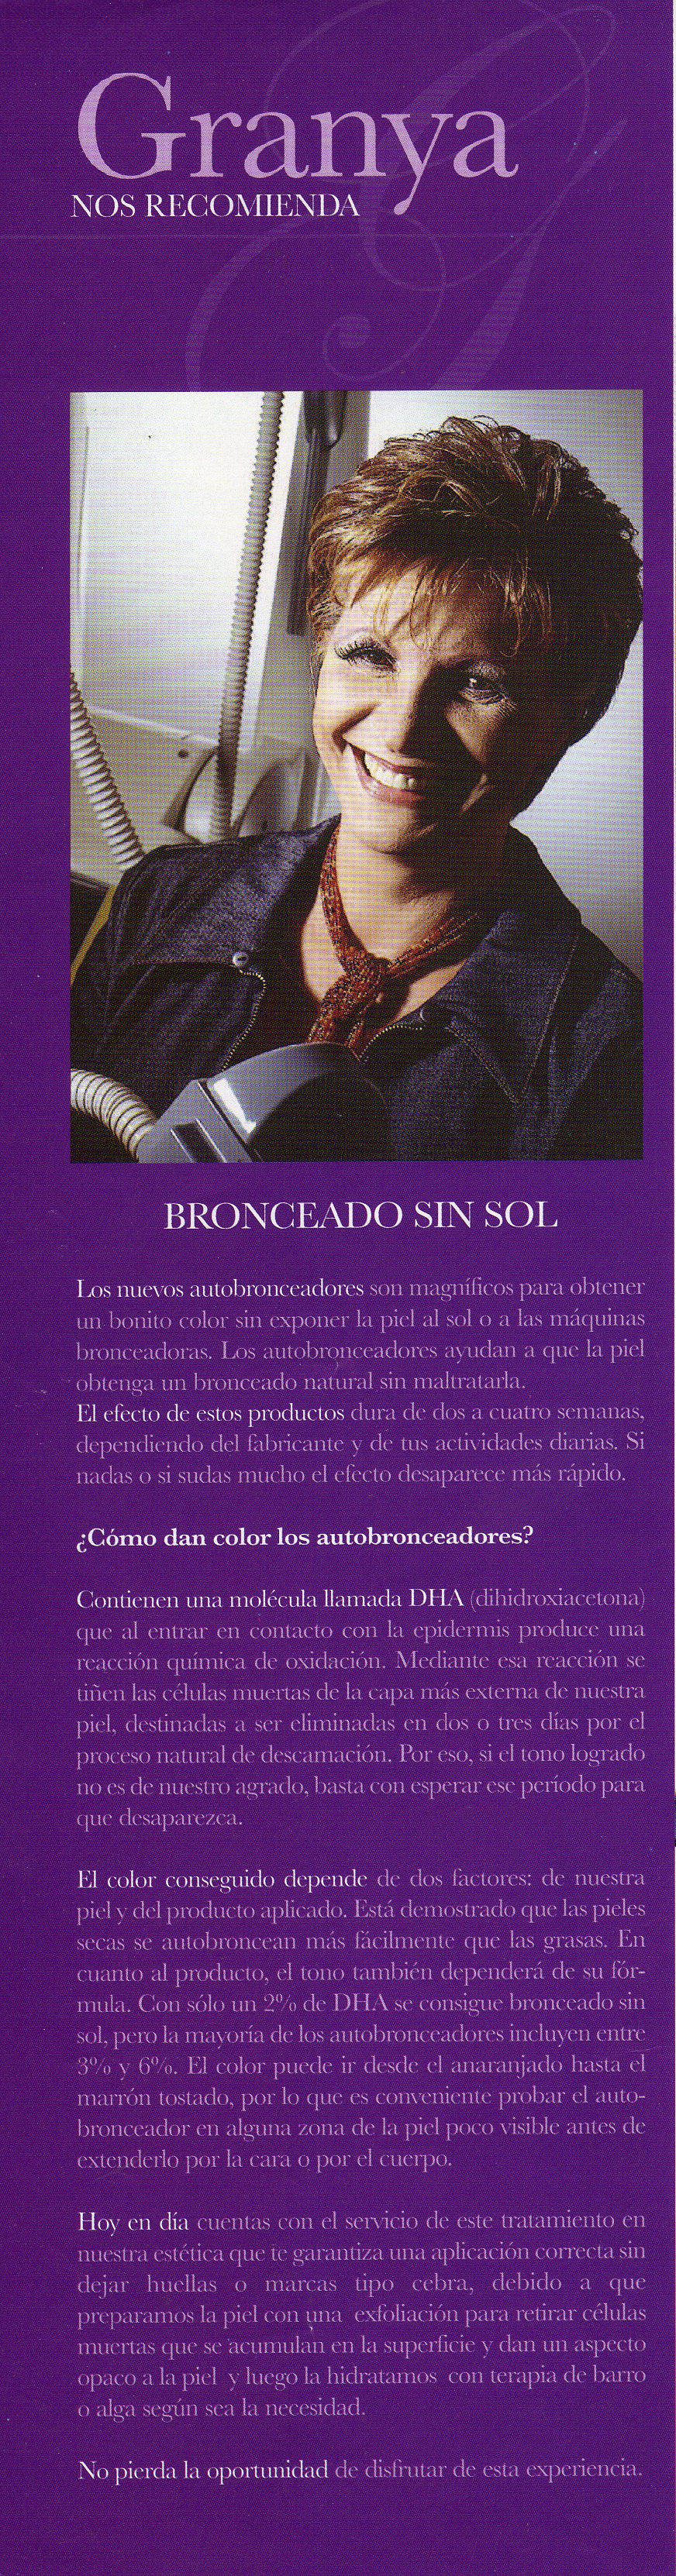 Granya
NOS RECOMIENDA
BRONCEADO SIN SOL
Los nuevos autobronceadores son magníficos para obtener
un bonito color sin exponer la piel al sol o a las máquinas
bronceadoras. Los autobronceadores ayudan a que la piel
obtenga un bronceado natural sin maltratarla.
El efecto de estos productos dura de dos a cuatro semanas,
dependiendo del fabricante y de tus actividades diarias. Si
nadas o si sudas mucho el efecto desaparece más rápido.
¿Cómo dan color los autobronceadores?
Contienen una molécula llamada DHA (dihidroxiacetona)
que al entrar en contacto con la epidermis produce una
reacción química de oxidación. Mediante esa reacción se
tiñen las células muertas de la capa más externa de nuestra
piel, destinadas a ser eliminadas en dos o tres días por el
proceso natural de descamación. Por eso, si el tono logrado
no es de nuestro agrado, basta con esperar ese período para
que desaparezca.
El color conseguido depende de dos factores: de nuestra
piel y del producto aplicado. Está demostrado que las pieles
secas se autobroncean más fácilmente que las grasas. En
cuanto al producto, el tono también dependerá de su fór-
mula. Con sólo un 2% de DHA se consigue bronceado sin
sol, pero la mayoría de los autobronceadores incluyen entre
3% y 6%. El color puede ir desde el anaranjado hasta el
marrón tostado, por lo que es conveniente probar el auto-
bronceador en alguna zona de la piel poco visible antes de
extenderlo por la cara o por el cuerpo.
Hoy en día cuentas con el servicio de este tratamiento en
nuestra estética que te garantiza una aplicación correcta sin
dejar huellas o marcas tipo cebra, debido a que
preparamos la piel con una exfoliación para retirar células
muertas que se acumulan en la superficie y dan un aspecto
opaco a la piel y luego la hidratamos con terapia de barro
o alga según sea la necesidad.
No pierda la oportunidad de disfrutar de esta experiencia.